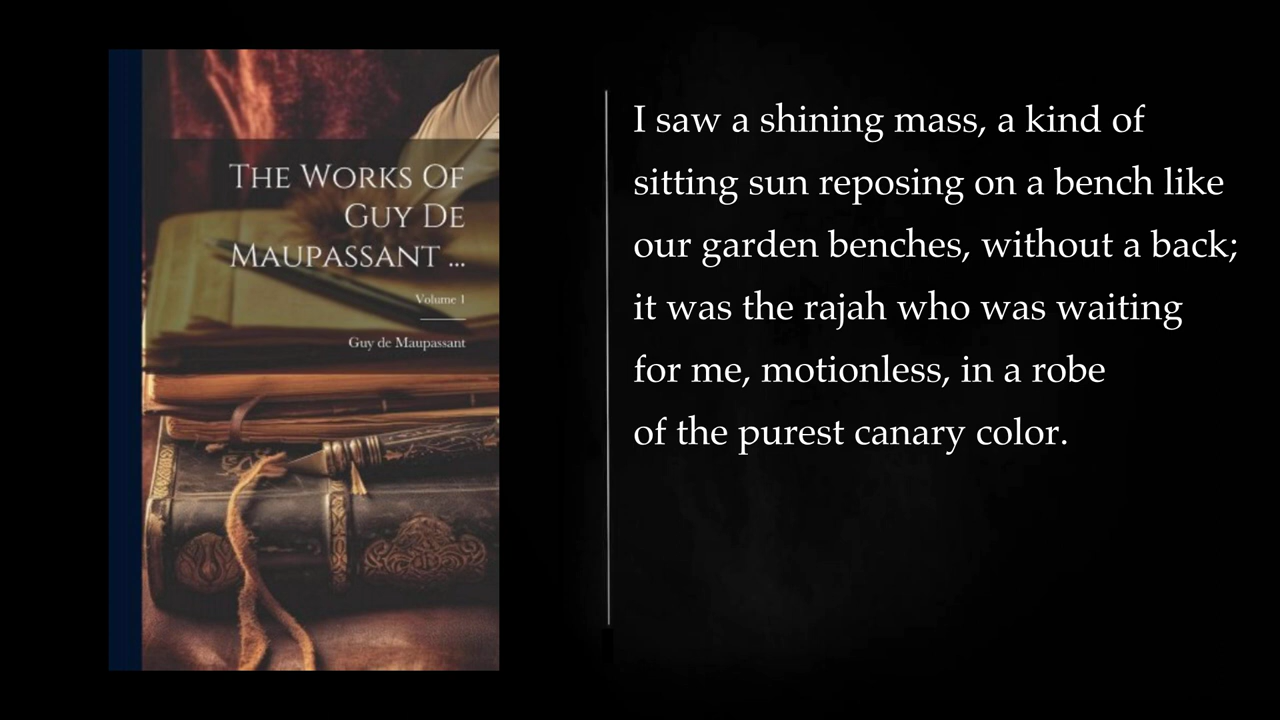 The Works Of
Guy De
Maupassant ...
Volume 1
Guy de Maupassant
I saw a shining mass, a kind of
sitting sun reposing on a bench like
our garden benches, without a back;
it was the rajah who was waiting
for me, motionless, in a robe
of the purest canary color.